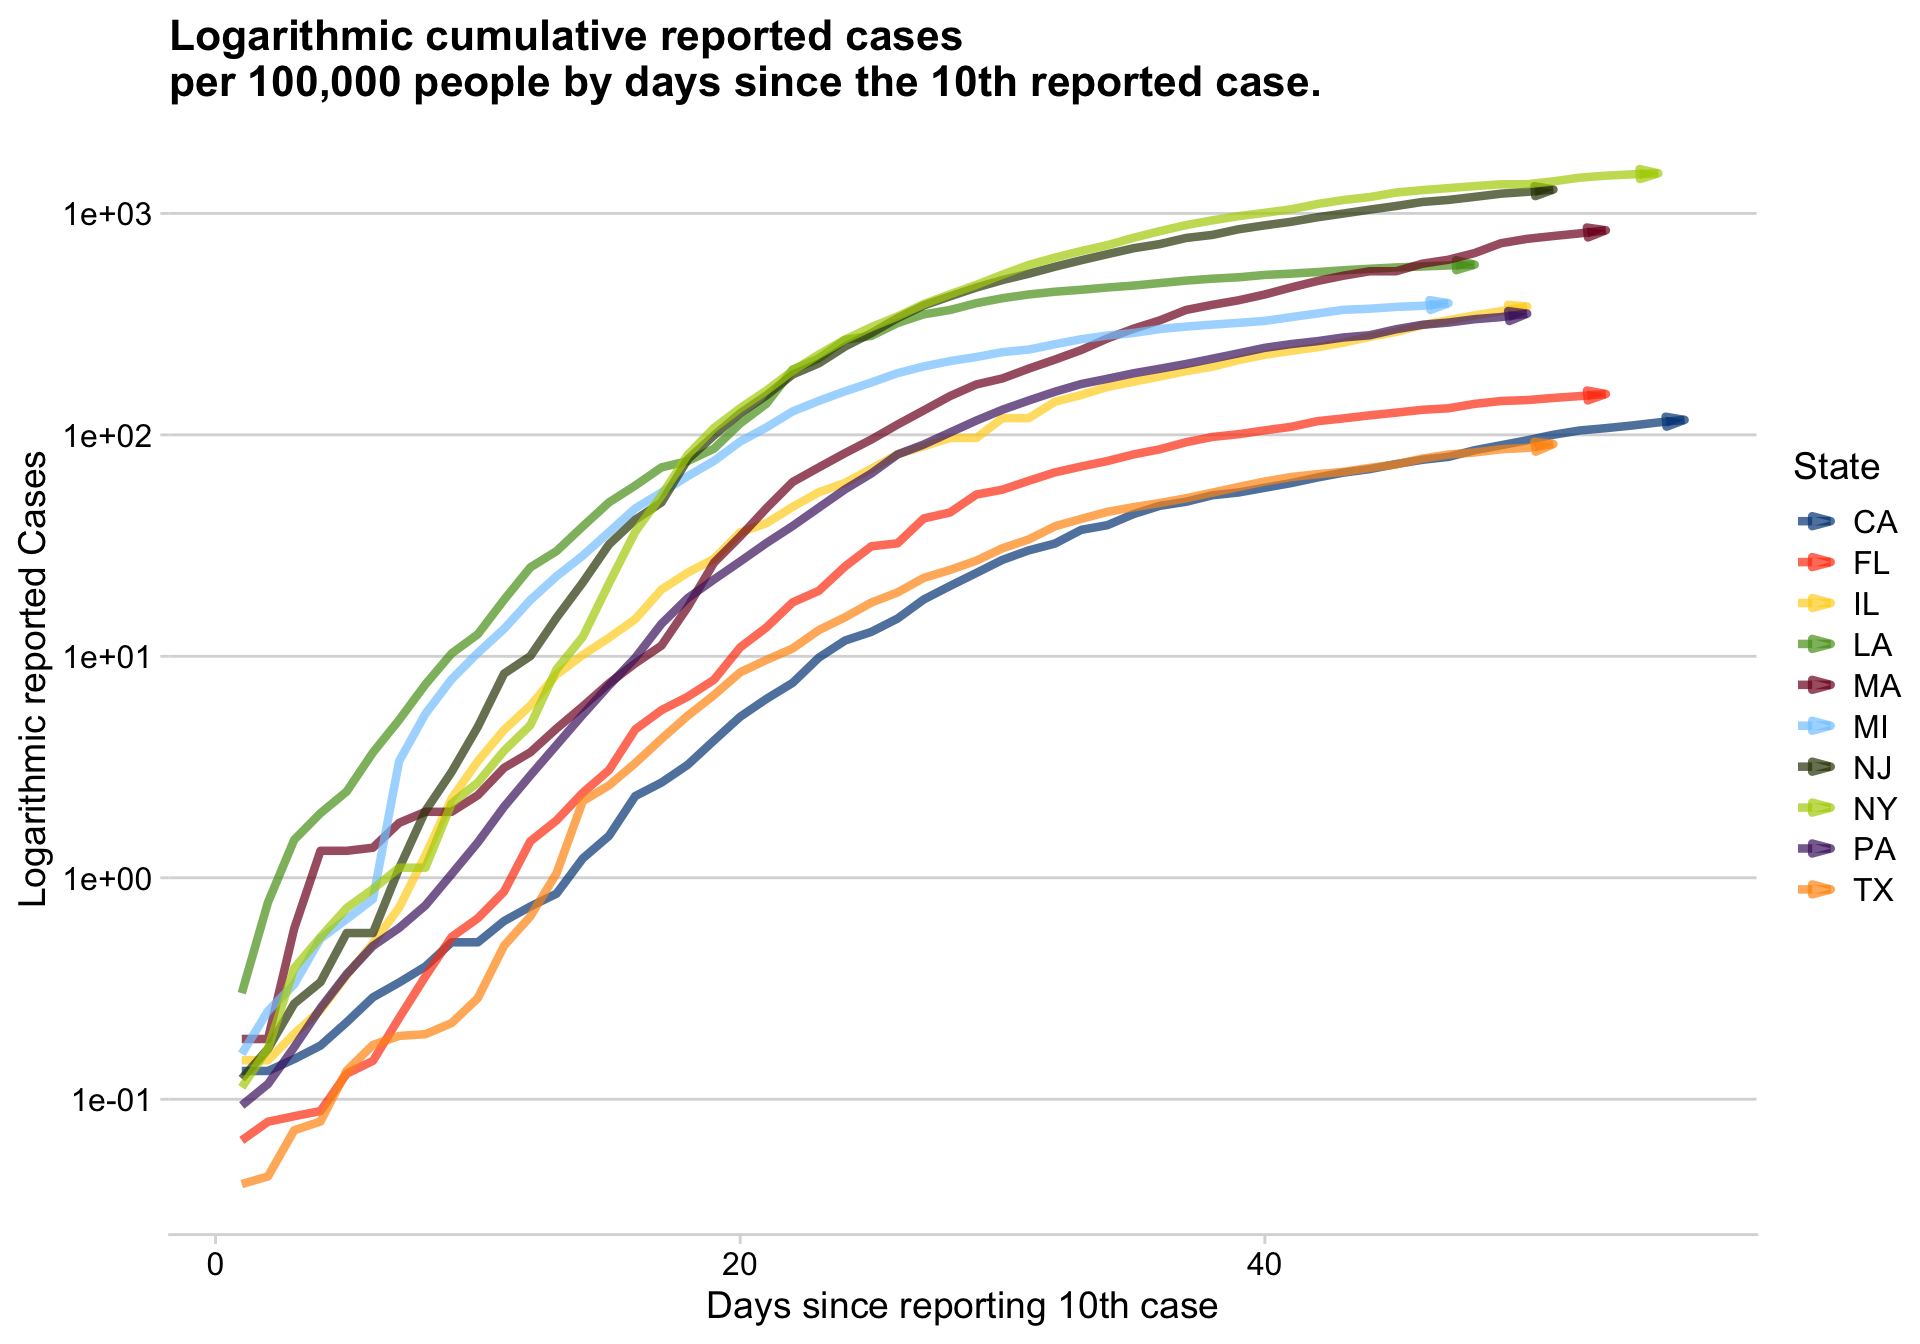 Logarithmic cumulative reported cases
per 100,000 people by days since the 10th reported case.
Logarithmic reported Cases
1e+03
1e+02
1e+01
1e+00
1e-01
0
20
40
Days since reporting 10th case
State
CA
FL
IL
LA
MA
MI
NJ
NY
PA
TX